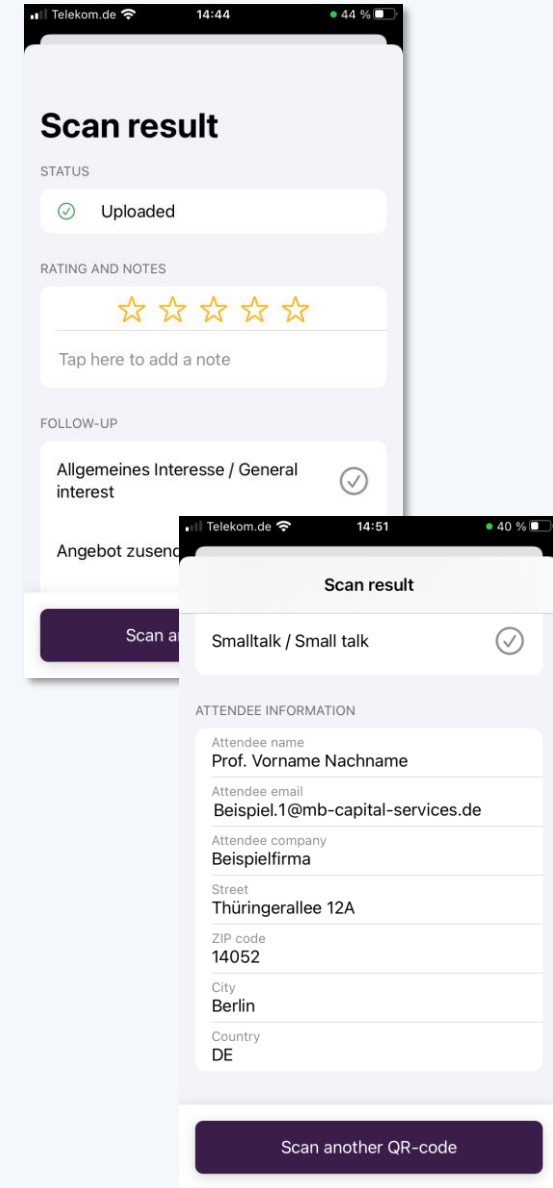 Telekom.de
14:44
44 %
Scan result
STATUS
Uploaded
RATING AND NOTES
Tap here to add a note
FOLLOW-UP
Allgemeines Interesse / General
interest
Angebot zusend
Scan a
Telekom.de
14:51
40 %
Scan result
Smalltalk / Small talk
ATTENDEE INFORMATION
Attendee name
Prof. Vorname Nachname
Attendee email
Beispiel.1@mb-capital-services.de
Attendee company
Beispielfirma
Street
Thüringerallee 12A
ZIP code
14052
City
Berlin
Country
DE
Scan another QR-code